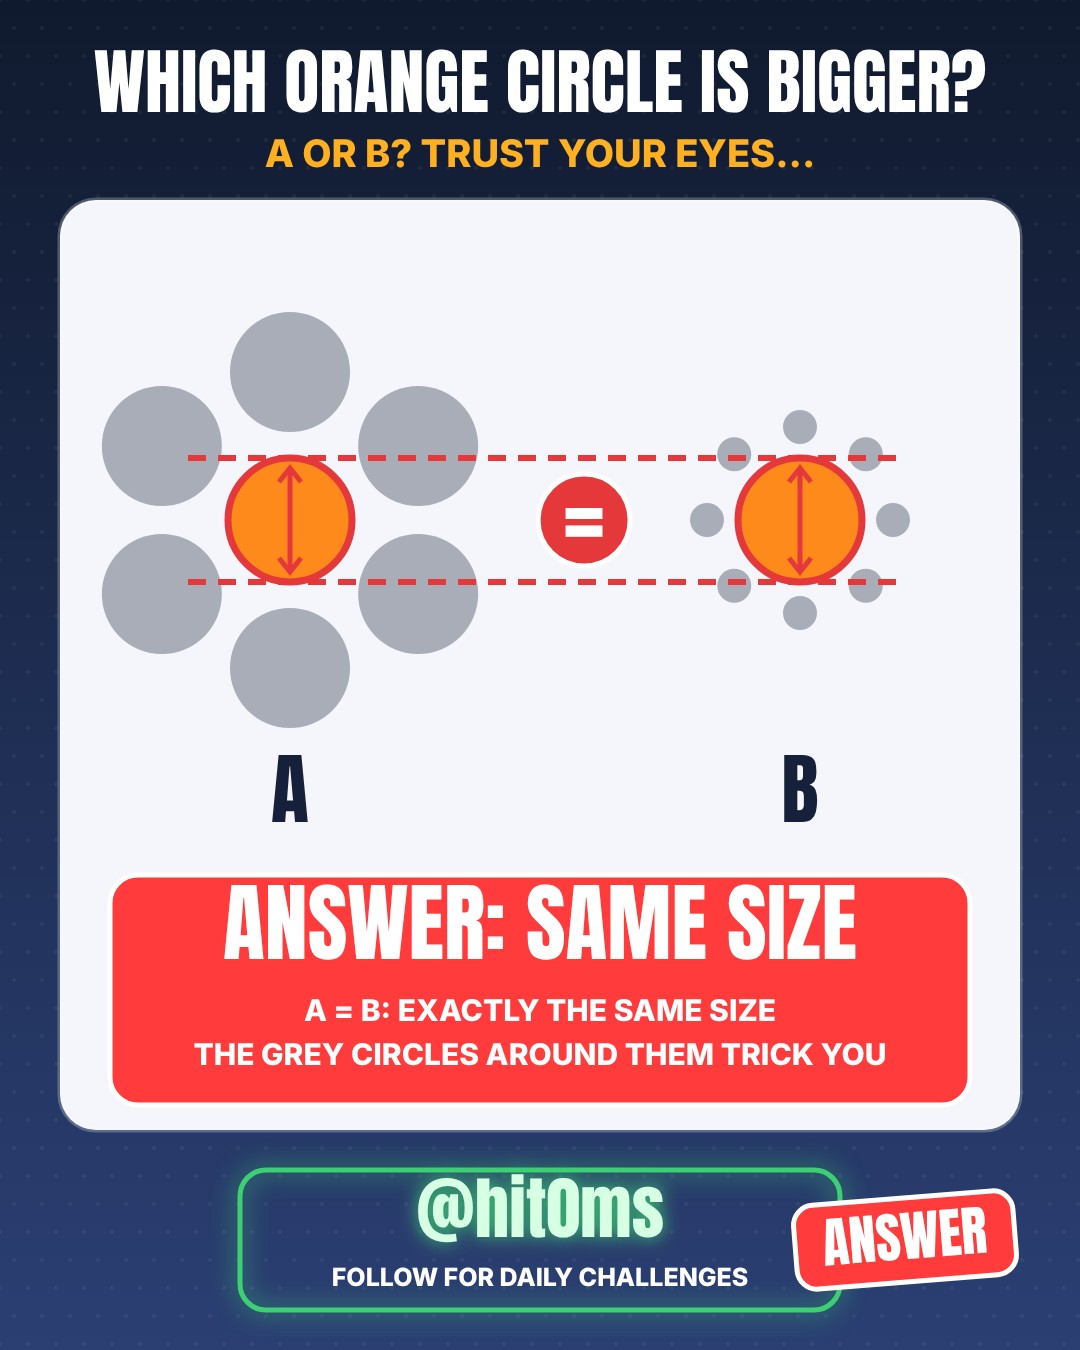 WHICH ORANGE CIRCLE IS BIGGER?
A OR B? TRUST YOUR EYES...
=
A
B
ANSWER: SAME SIZE
A = B: EXACTLY THE SAME SIZE
THE GREY CIRCLES AROUND THEM TRICK YOU
@hit0ms
FOLLOW FOR DAILY CHALLENGES
ANSWER